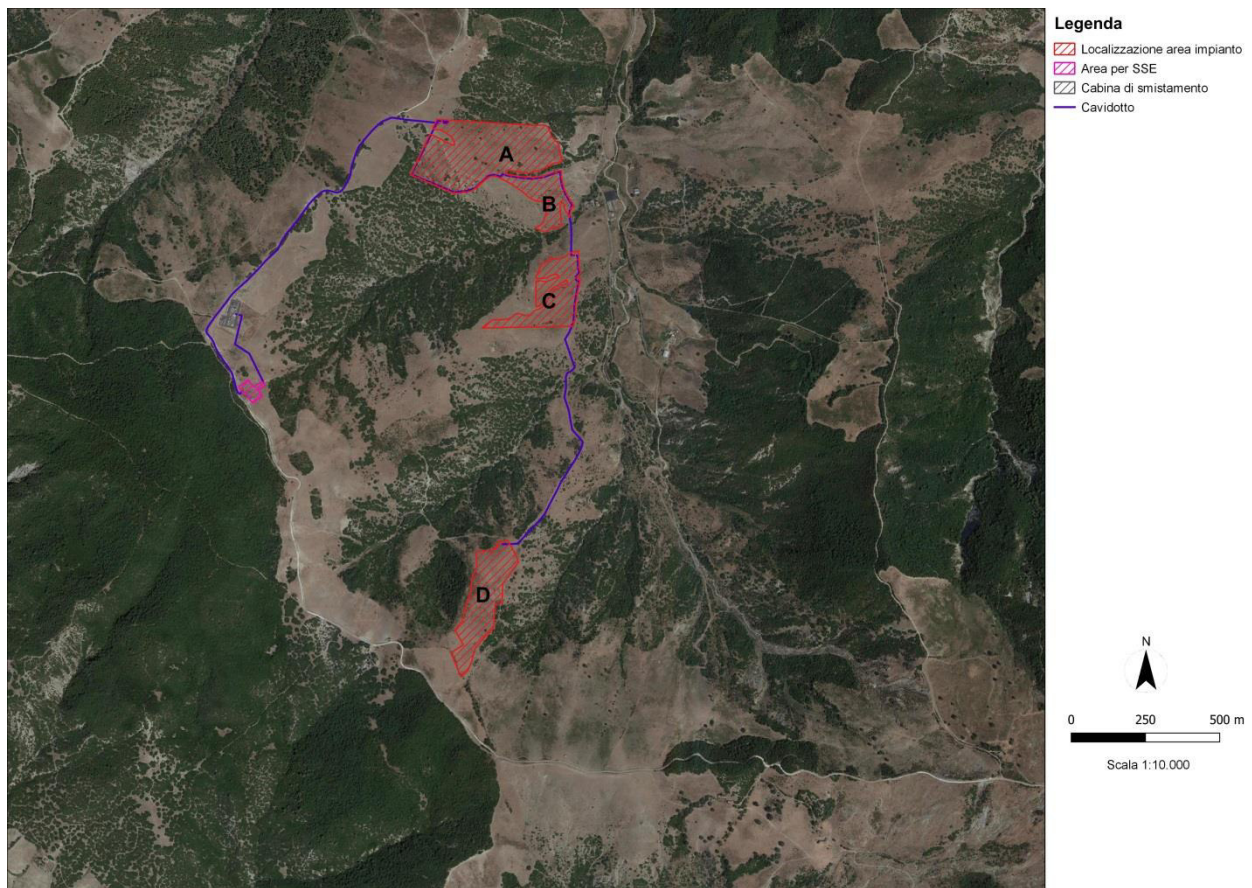 Legenda
Localizzazione area impianto
Area per SSE
Cabina di smistamento
Cavidotto
A
B
C
D
N
0 250 500 m
Scala 1:10.000